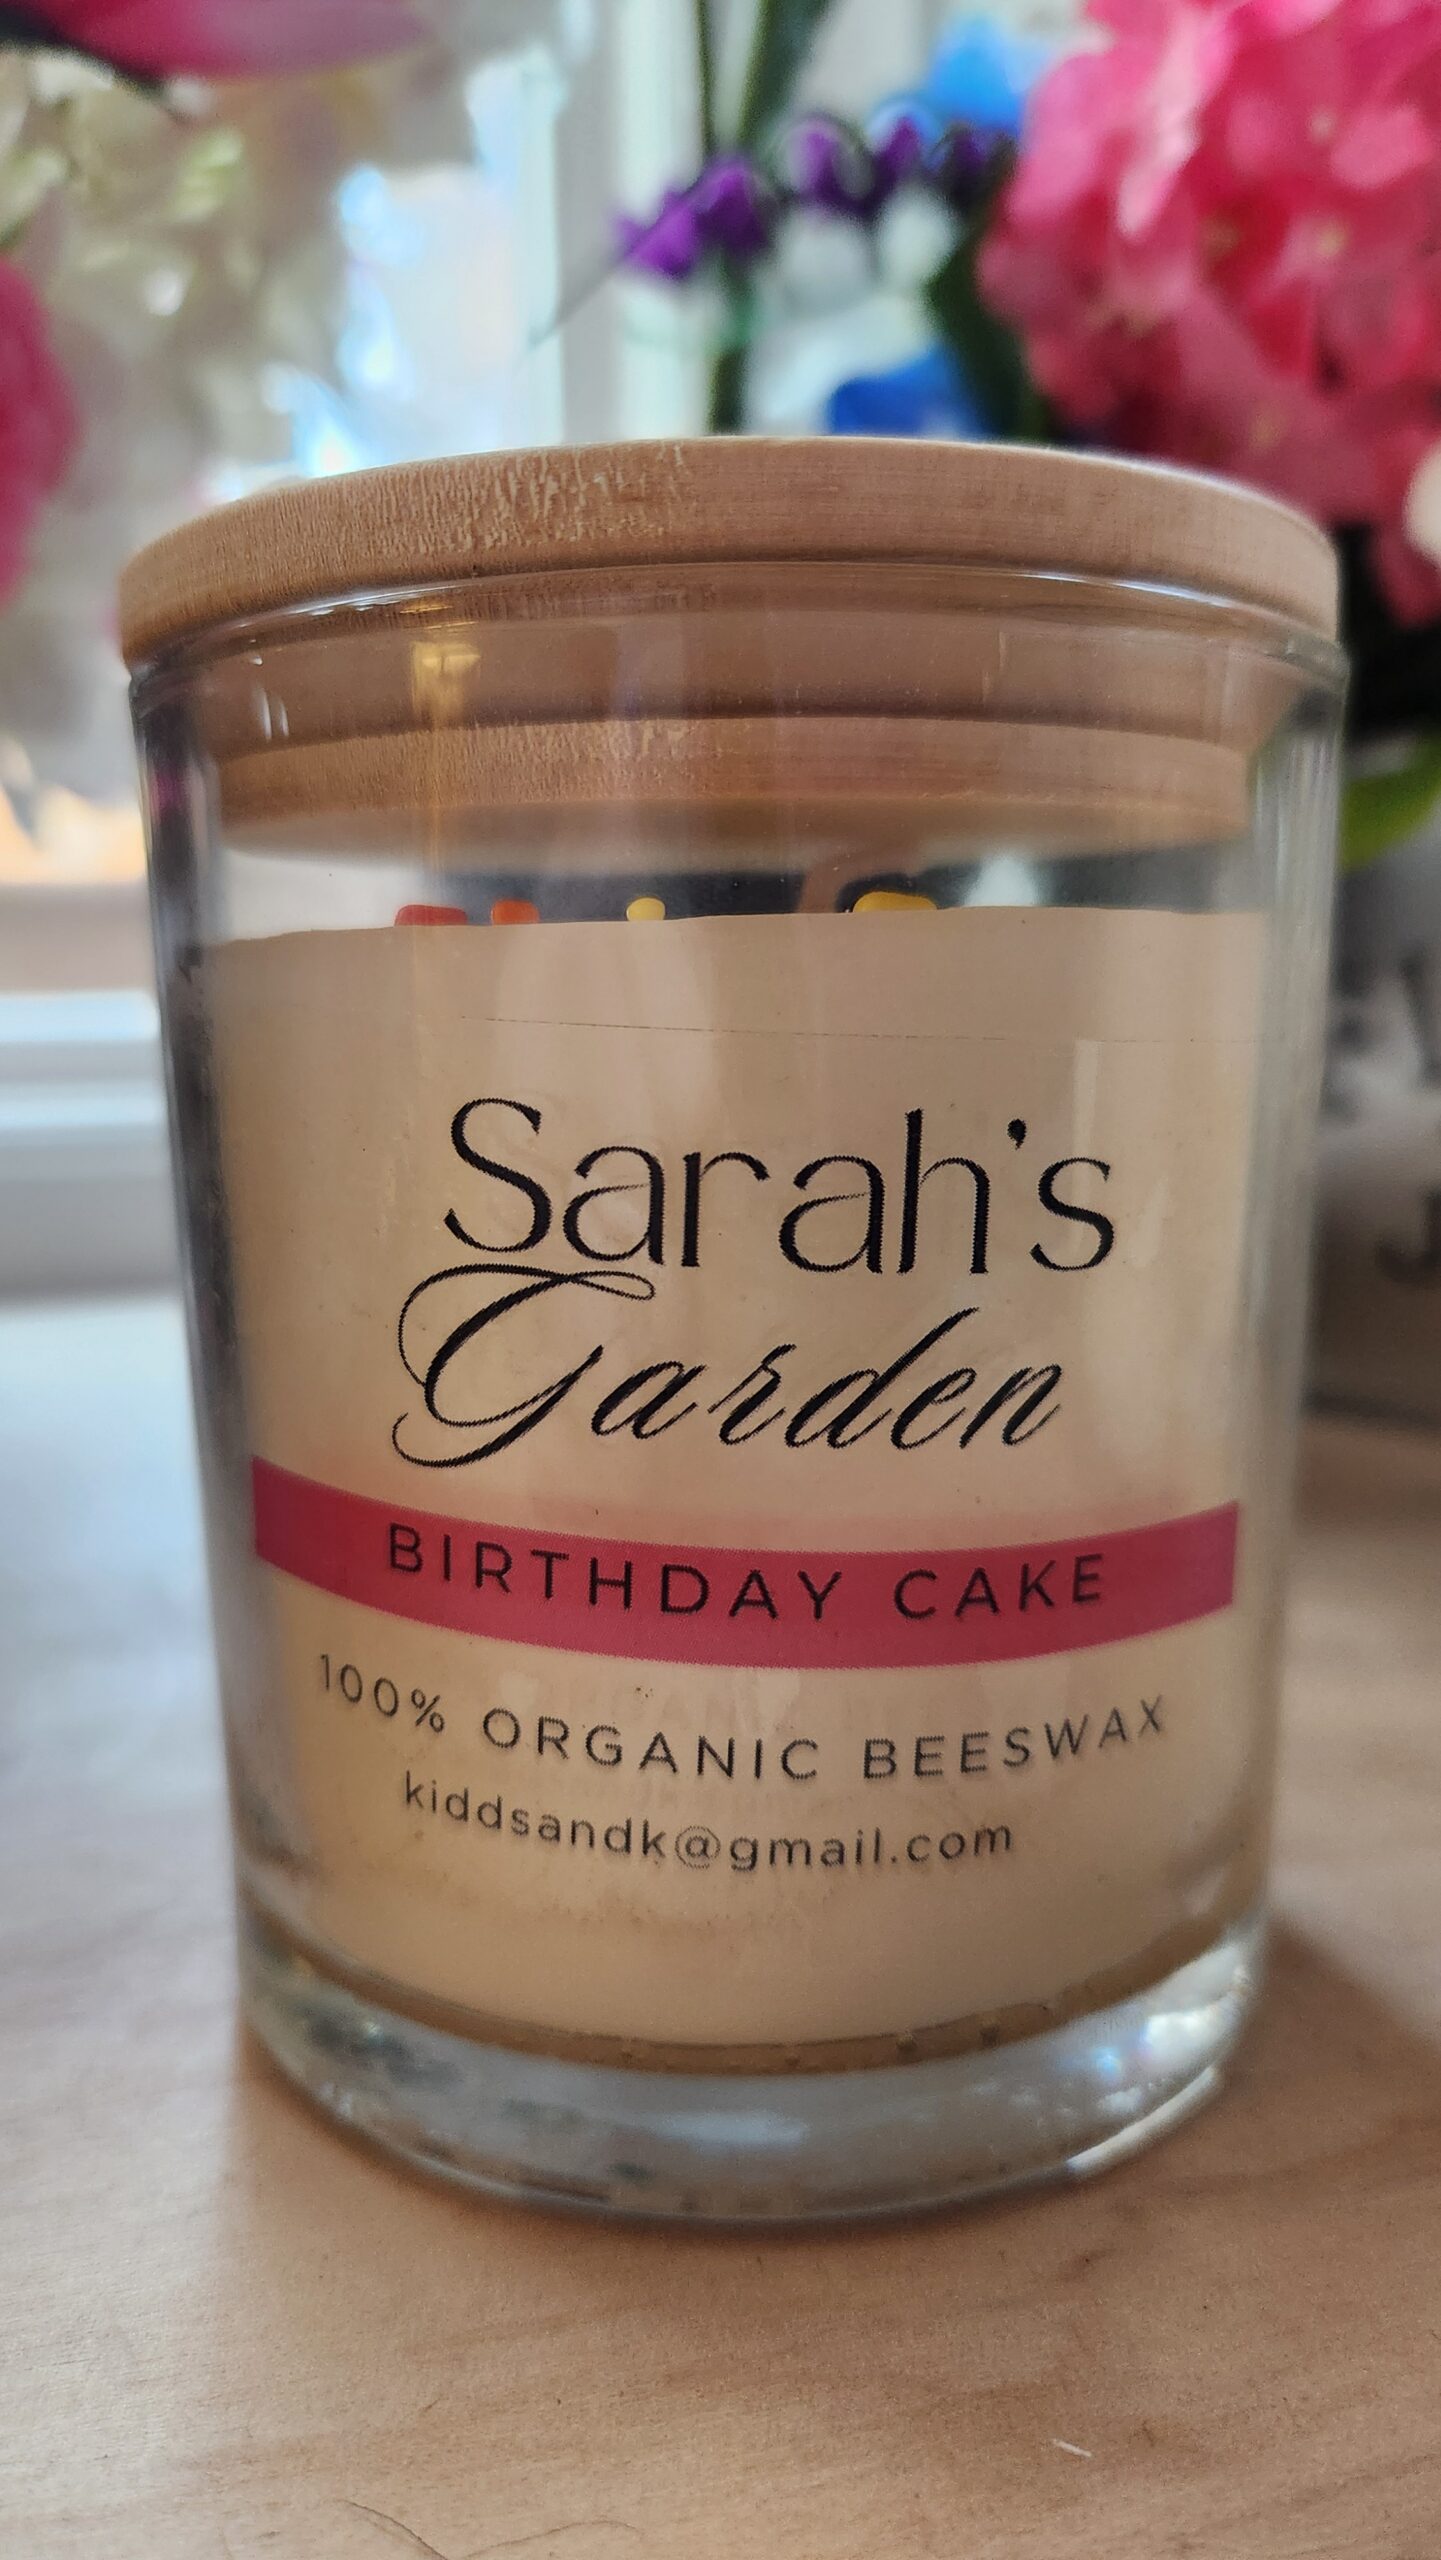 Sarah's
Garden
BIRTHDAY CAKE
100% ORGANIC BEESWAX
kiddsandk@gmail.com